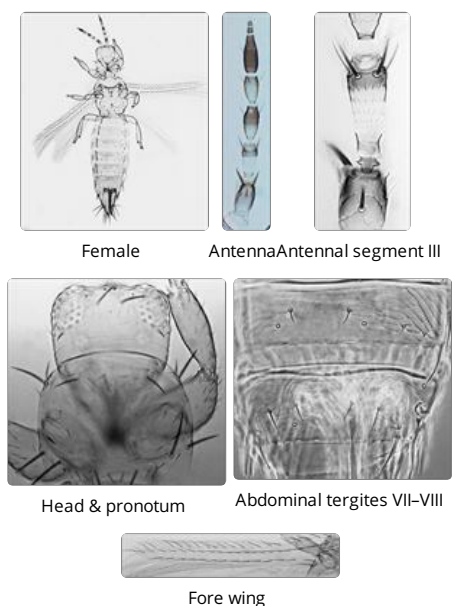 Female
AntennaAntennal segment III
Head & pronotum
Abdominal tergites VII–VIII
Fore wing